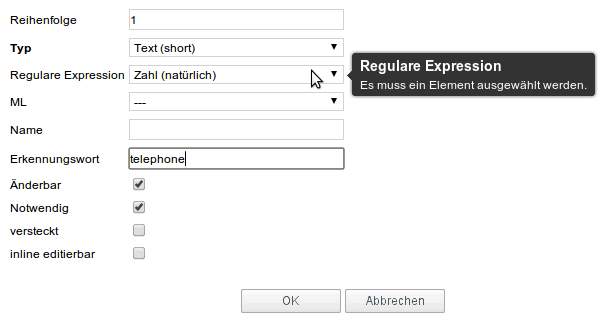 Reihenfolge 1
Typ Text (short)
Regulare Expression Zahl (natürlich)
Regulare Expression
Es muss ein Element ausgewählt werden.
ML ---
Name
Erkennungswort telephone
Änderbar
Notwendig
versteckt
inline editierbar
OK Abbrechen